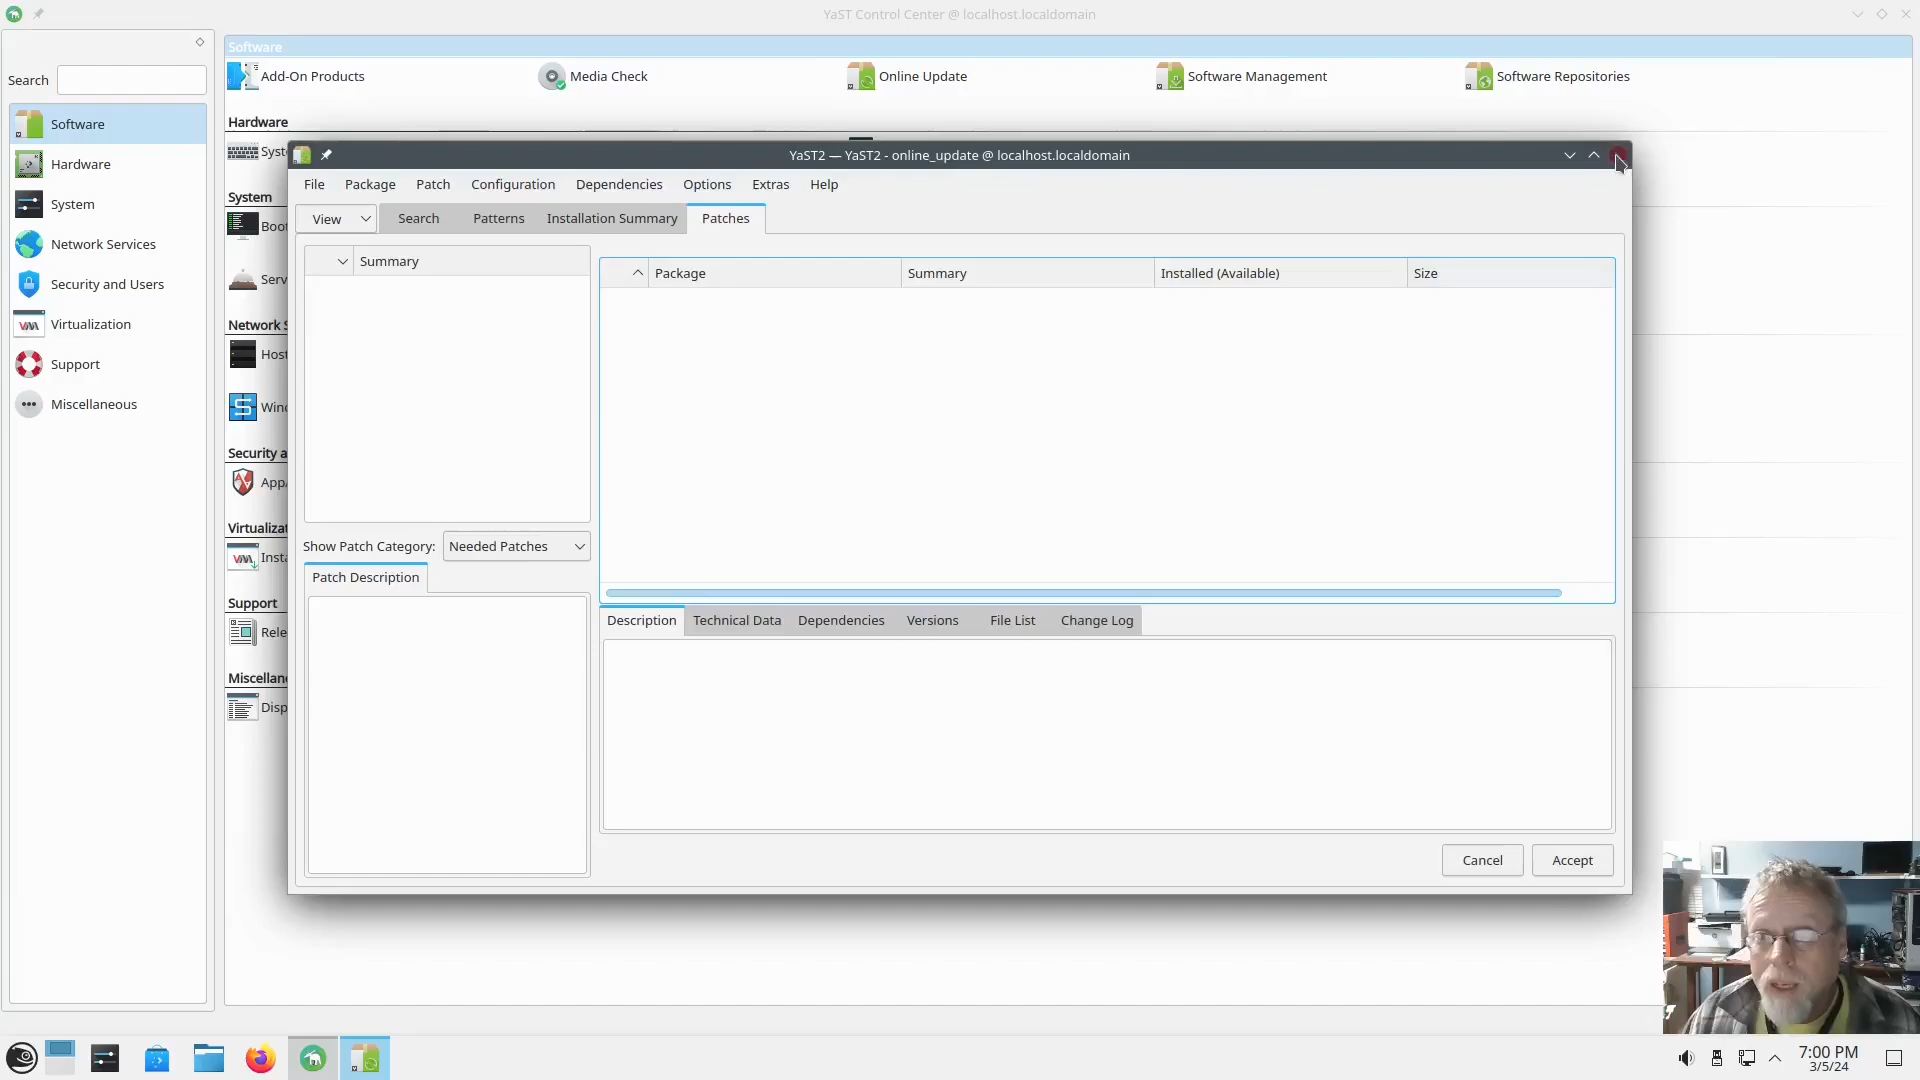 YaST Control Center @ localhost.localdomain
Search
Software
Hardware
System
Network Services
Security and Users
Virtualization
Support
Miscellaneous
Software
Add-On Products
Media Check
Online Update
Software Management
Software Repositories
Hardware
Syst
System
Boo
Serv
Network S
Host
Wind
Security a
App
Virtualizat
Insta
Support
Rele
Miscellan
Disp
YaST2 — YaST2 - online_update @ localhost.localdomain
File Package Patch Configuration Dependencies Options Extras Help
View Search Patterns Installation Summary Patches
Summary
Package Summary Installed (Available) Size
Show Patch Category: Needed Patches
Patch Description
Description Technical Data Dependencies Versions File List Change Log
Cancel Accept
7:00 PM
3/5/24